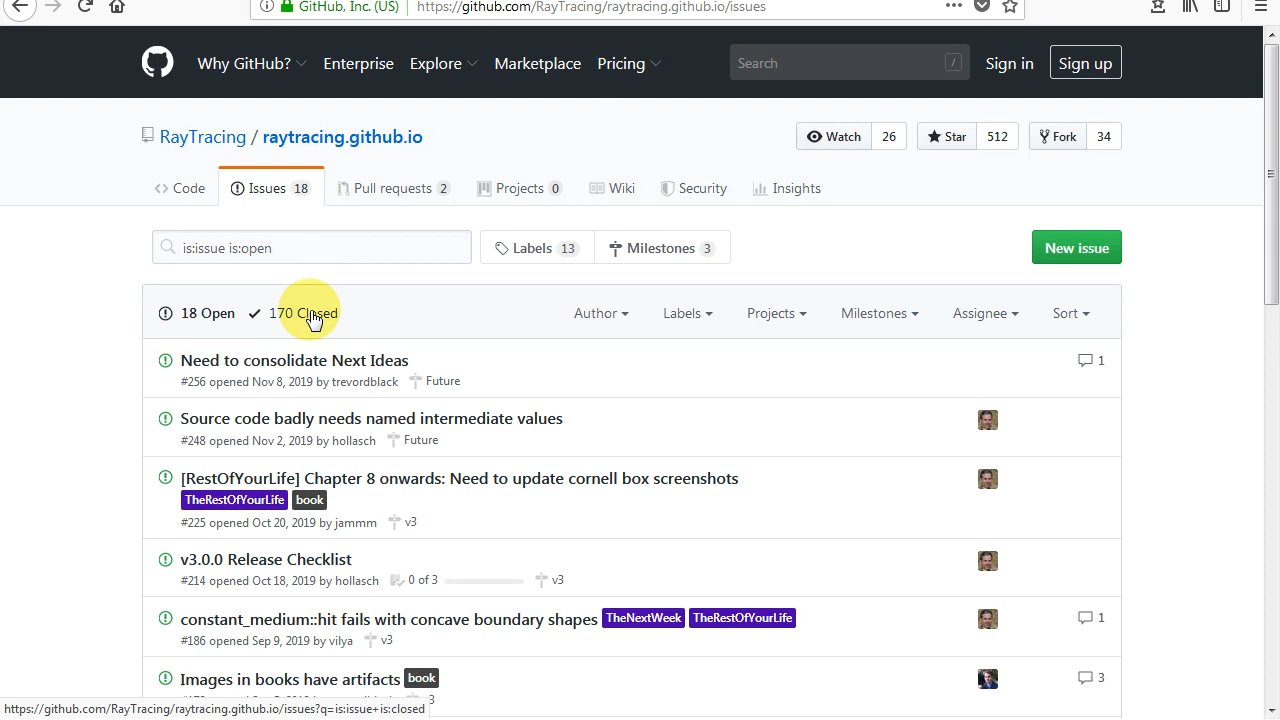 GitHub, Inc. (US) https://github.com/RayTracing/raytracing.github.io/issues
Why GitHub? Enterprise Explore Marketplace Pricing Search / Sign in Sign up
RayTracing / raytracing.github.io Watch 26 Star 512 Fork 34
Code Issues 18 Pull requests 2 Projects 0 Wiki Security Insights
is:issue is:open Labels 13 Milestones 3 New issue
18 Open 170 Closed Author Labels Projects Milestones Assignee Sort
Need to consolidate Next Ideas 1
#256 opened Nov 8, 2019 by trevordblack Future
Source code badly needs named intermediate values
#248 opened Nov 2, 2019 by hollasch Future
[RestOfYourLife] Chapter 8 onwards: Need to update cornell box screenshots
TheRestOfYourLife book
#225 opened Oct 20, 2019 by jammm v3
v3.0.0 Release Checklist
#214 opened Oct 18, 2019 by hollasch 0 of 3 v3
constant_medium::hit fails with concave boundary shapes TheNextWeek TheRestOfYourLife 1
#186 opened Sep 9, 2019 by vilya v3
Images in books have artifacts book 3
https://github.com/RayTracing/raytracing.github.io/issues?q=is:issue+is:closed